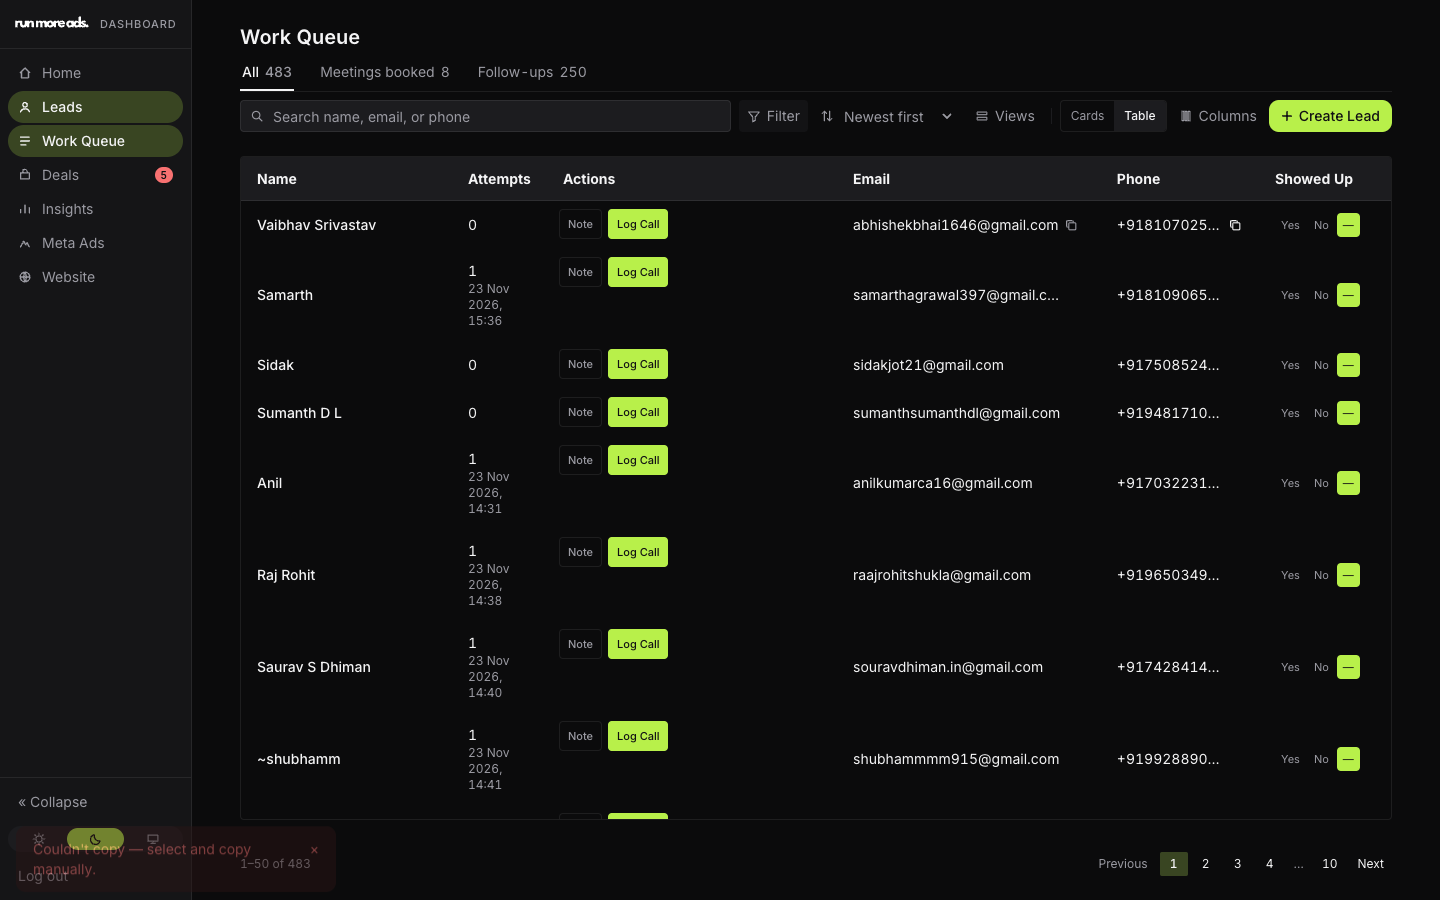 run more ads. DASHBOARD
Home
Leads
Work Queue
Deals 5
Insights
Meta Ads
Website
« Collapse
Log out
Couldn't copy — select and copy manually. ×
Work Queue
All 483 Meetings booked 8 Follow-ups 250
Search name, email, or phone Filter Newest first Views Cards Table Columns + Create Lead
Name Attempts Actions Email Phone Showed Up
Vaibhav Srivastav 0 Note Log Call abhishekbhai1646@gmail.com +918107025... Yes No —
Samarth 1 23 Nov 2026, 15:36 Note Log Call samarthagrawal397@gmail.c... +918109065... Yes No —
Sidak 0 Note Log Call sidakjot21@gmail.com +917508524... Yes No —
Sumanth D L 0 Note Log Call sumanthsumanthdl@gmail.com +919481710... Yes No —
Anil 1 23 Nov 2026, 14:31 Note Log Call anilkumarca16@gmail.com +917032231... Yes No —
Raj Rohit 1 23 Nov 2026, 14:38 Note Log Call raajrohitshukla@gmail.com +919650349... Yes No —
Saurav S Dhiman 1 23 Nov 2026, 14:40 Note Log Call souravdhiman.in@gmail.com +917428414... Yes No —
~shubhamm 1 23 Nov 2026, 14:41 Note Log Call shubhammmm915@gmail.com +919928890... Yes No —
1–50 of 483 Previous 1 2 3 4 ... 10 Next